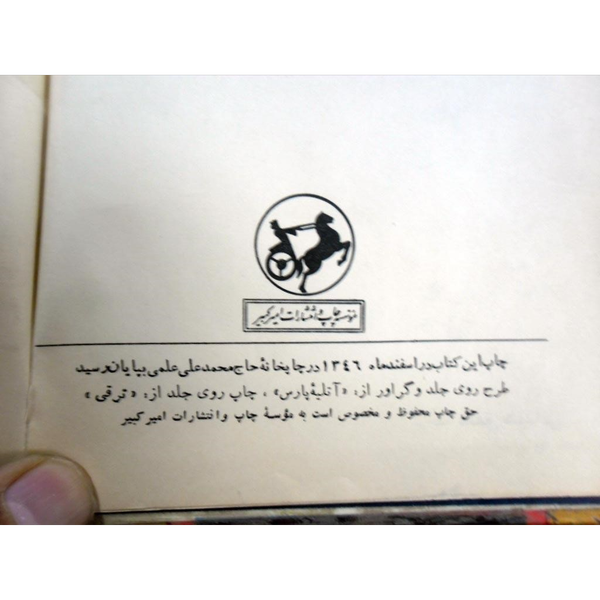 مؤسسه چاپ و انتشارات امیرکبیر
چاپ این کتاب در اسفندماه ۱۳۴۶ در چاپخانهٔ حاج محمدعلی علمی بپایان رسید
طرح روی جلد و گراور از: «آتلیهٔ پارس» ، چاپ روی جلد از: «ترقی»
حق چاپ محفوظ و مخصوص است به مؤسسهٔ چاپ و انتشارات امیرکبیر